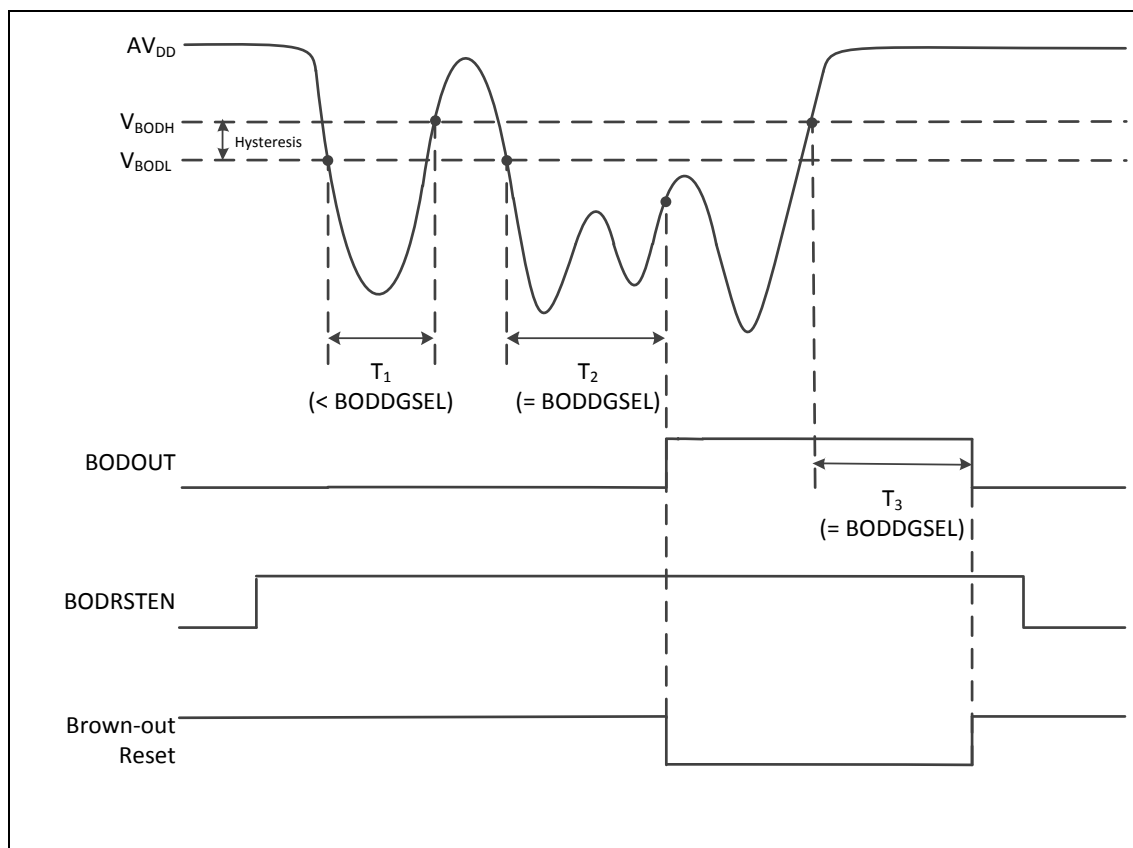 AVDD
VBODH
Hysteresis
VBODL
T1
(< BODDGSEL)
T2
(= BODDGSEL)
BODOUT
T3
(= BODDGSEL)
BODRSTEN
Brown-out
Reset